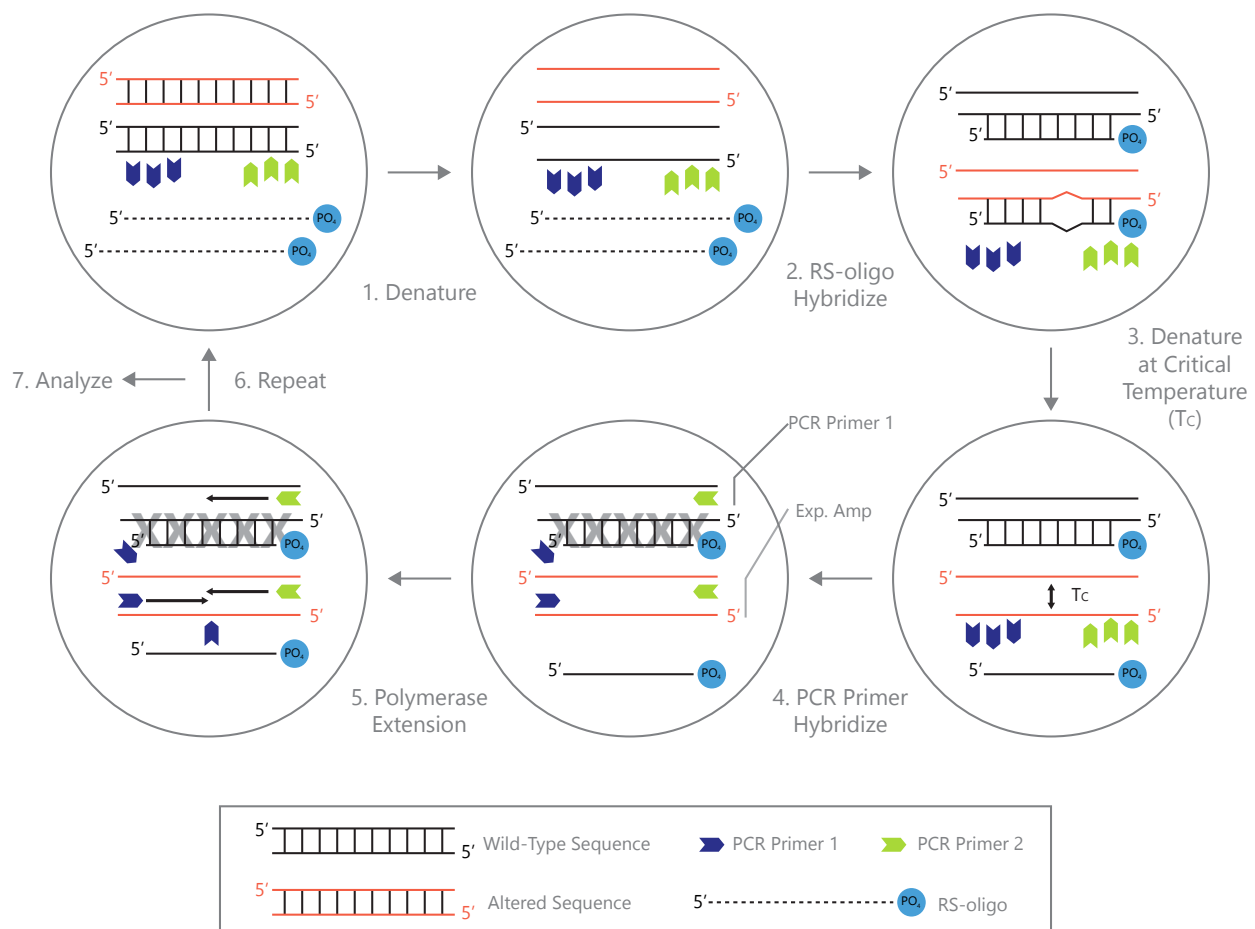 5′
5′
5′
5′
5′ PO₄
5′ PO₄
1. Denature
5′
5′
5′
5′ PO₄
5′ PO₄
2. RS-oligo
Hybridize
5′
5′
5′ PO₄
5′
5′
5′ PO₄
3. Denature
at Critical
Temperature
(Tc)
7. Analyze
6. Repeat
5′
5′
5′ PO₄
5′
5′
5′ PO₄
5. Polymerase
Extension
PCR Primer 1
Exp. Amp
5′
XXXXX
5′
5′ PO₄
5′
5′
5′ PO₄
4. PCR Primer
Hybridize
5′
5′
5′ PO₄
5′
Tc
5′
5′ PO₄
5′ 5′ Wild-Type Sequence
PCR Primer 1
PCR Primer 2
5′ 5′ Altered Sequence
5′ PO₄ RS-oligo